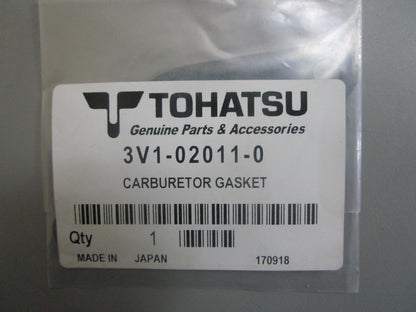 TOHATSU
Genuine Parts & Accessories
3V1-02011-0
CARBURETOR GASKET
Qty 1
MADE IN JAPAN 170918